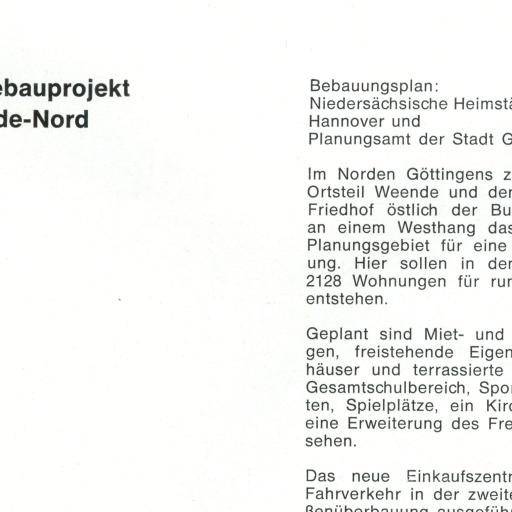 ebauprojekt
de-Nord
Bebauungsplan:
Niedersächsische Heimstä
Hannover und
Planungsamt der Stadt G
Im Norden Göttingens z
Ortsteil Weende und der
Friedhof östlich der Bu
an einem Westhang das
Planungsgebiet für eine
ung. Hier sollen in der
2128 Wohnungen für run
entstehen.
Geplant sind Miet- und
gen, freistehende Eigen
häuser und terrassierte
Gesamtschulbereich, Spor
ten, Spielplätze, ein Kirc
eine Erweiterung des Fre
sehen.
Das neue Einkaufszentr
Fahrverkehr in der zweite
ßenüberbauung ausgeführ